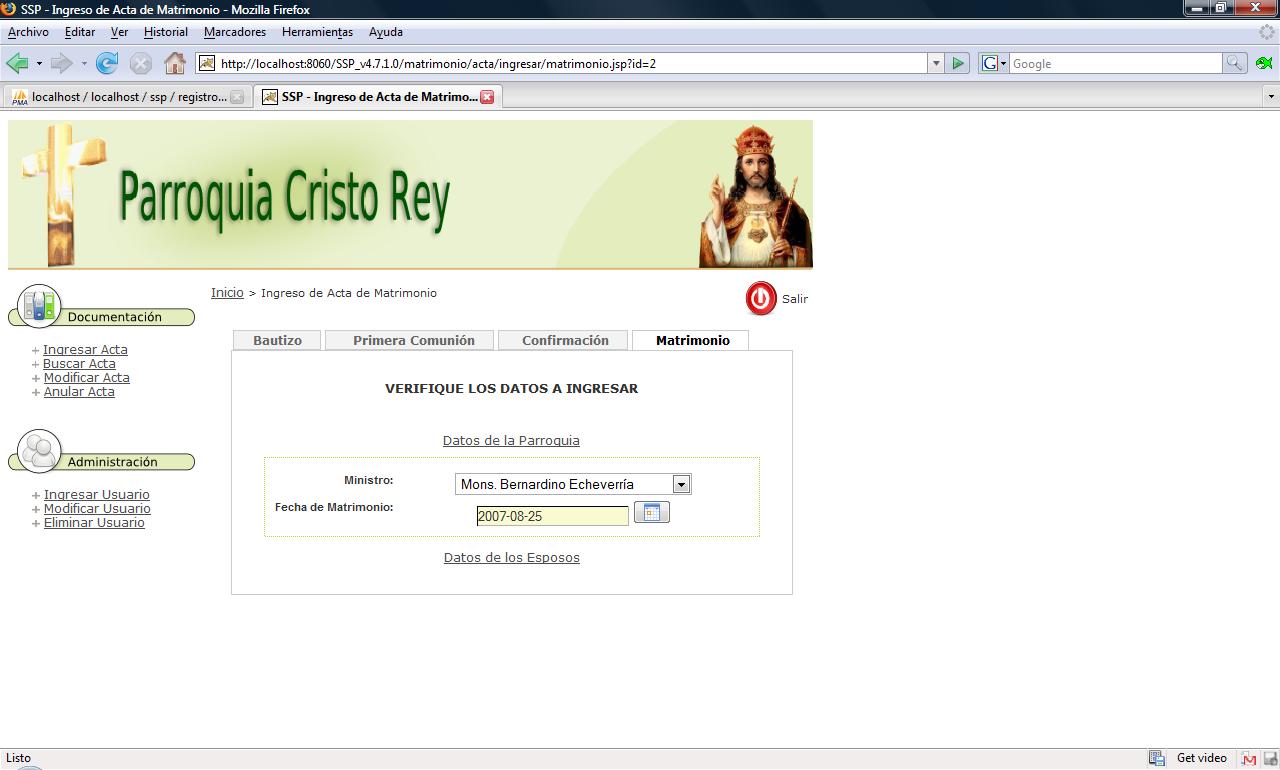 SSP - Ingreso de Acta de Matrimonio - Mozilla Firefox
Archivo Editar Ver Historial Marcadores Herramientas Ayuda
http://localhost:8060/SSP_v4.7.1.0/matrimonio/acta/ingresar/matrimonio.jsp?id=2
G Google
PMA localhost / localhost / ssp / registro...
SSP - Ingreso de Acta de Matrimo...
Parroquia Cristo Rey
Inicio > Ingreso de Acta de Matrimonio
Salir
Documentación
+ Ingresar Acta
+ Buscar Acta
+ Modificar Acta
+ Anular Acta
Administración
+ Ingresar Usuario
+ Modificar Usuario
+ Eliminar Usuario
Bautizo Primera Comunión Confirmación Matrimonio
VERIFIQUE LOS DATOS A INGRESAR
Datos de la Parroquia
Ministro: Mons. Bernardino Echeverría
Fecha de Matrimonio: 2007-08-25
Datos de los Esposos
Listo
Get video